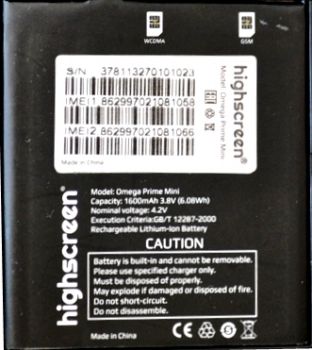 WCDMA
GSM
S/N 378113270101023
IMEI1 862997021081058
IMEI2 862997021081066
Made in China
highscreen®
Model: Omega Prime Mini
highscreen®
Model: Omega Prime Mini
Capacity: 1600mAh 3.8V (6.08Wh)
Nominal voltage: 4.2V
Execution Criteria:GB/T 12287-2000
Rechargeable Lithium-Ion Battery
CAUTION
Battery is built-in and cannot be removable.
Please use specified charger only.
Must be disposed of properly.
May explode if damaged or disposed of fire.
Do not short-circuit.
Do not disassemble.
Made in China
CE